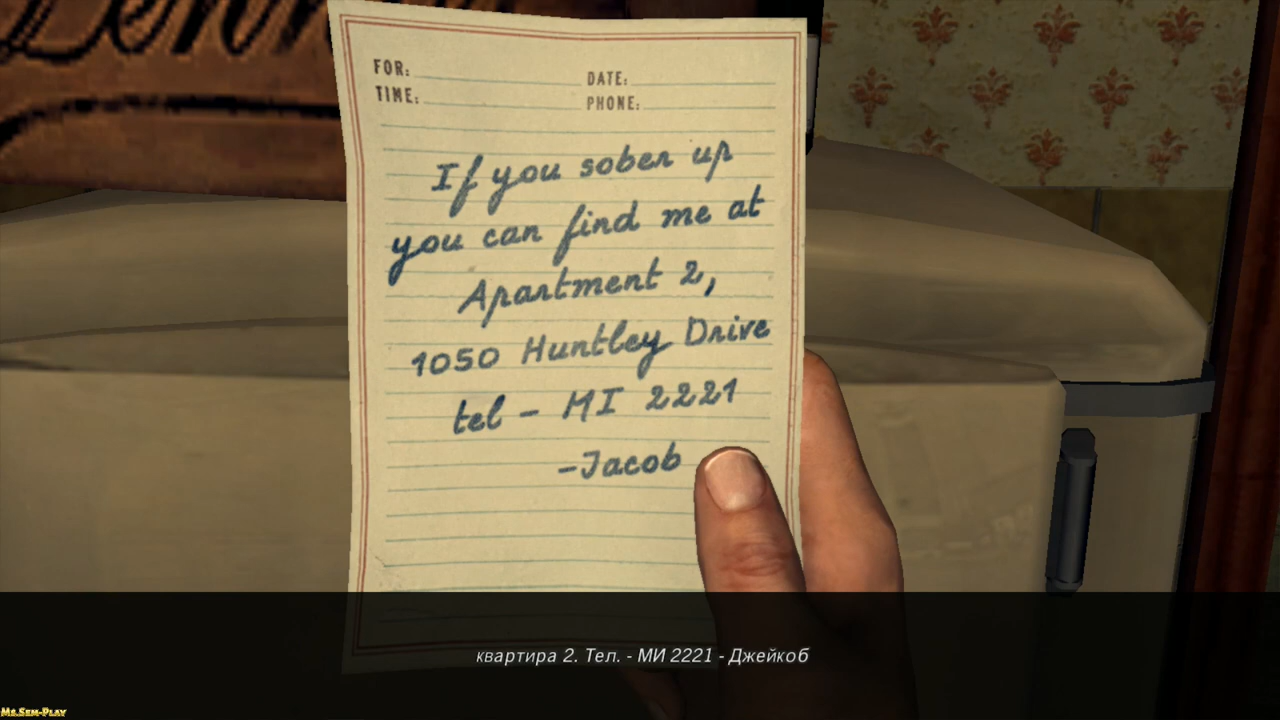 FOR:
DATE:
TIME:
PHONE:
If you sober up
you can find me at
Apartment 2,
1050 Huntley Drive
tel - MI 2221
-Jacob
квартира 2. Тел. - МИ 2221 - Джейкоб
Ms.Sem-Play